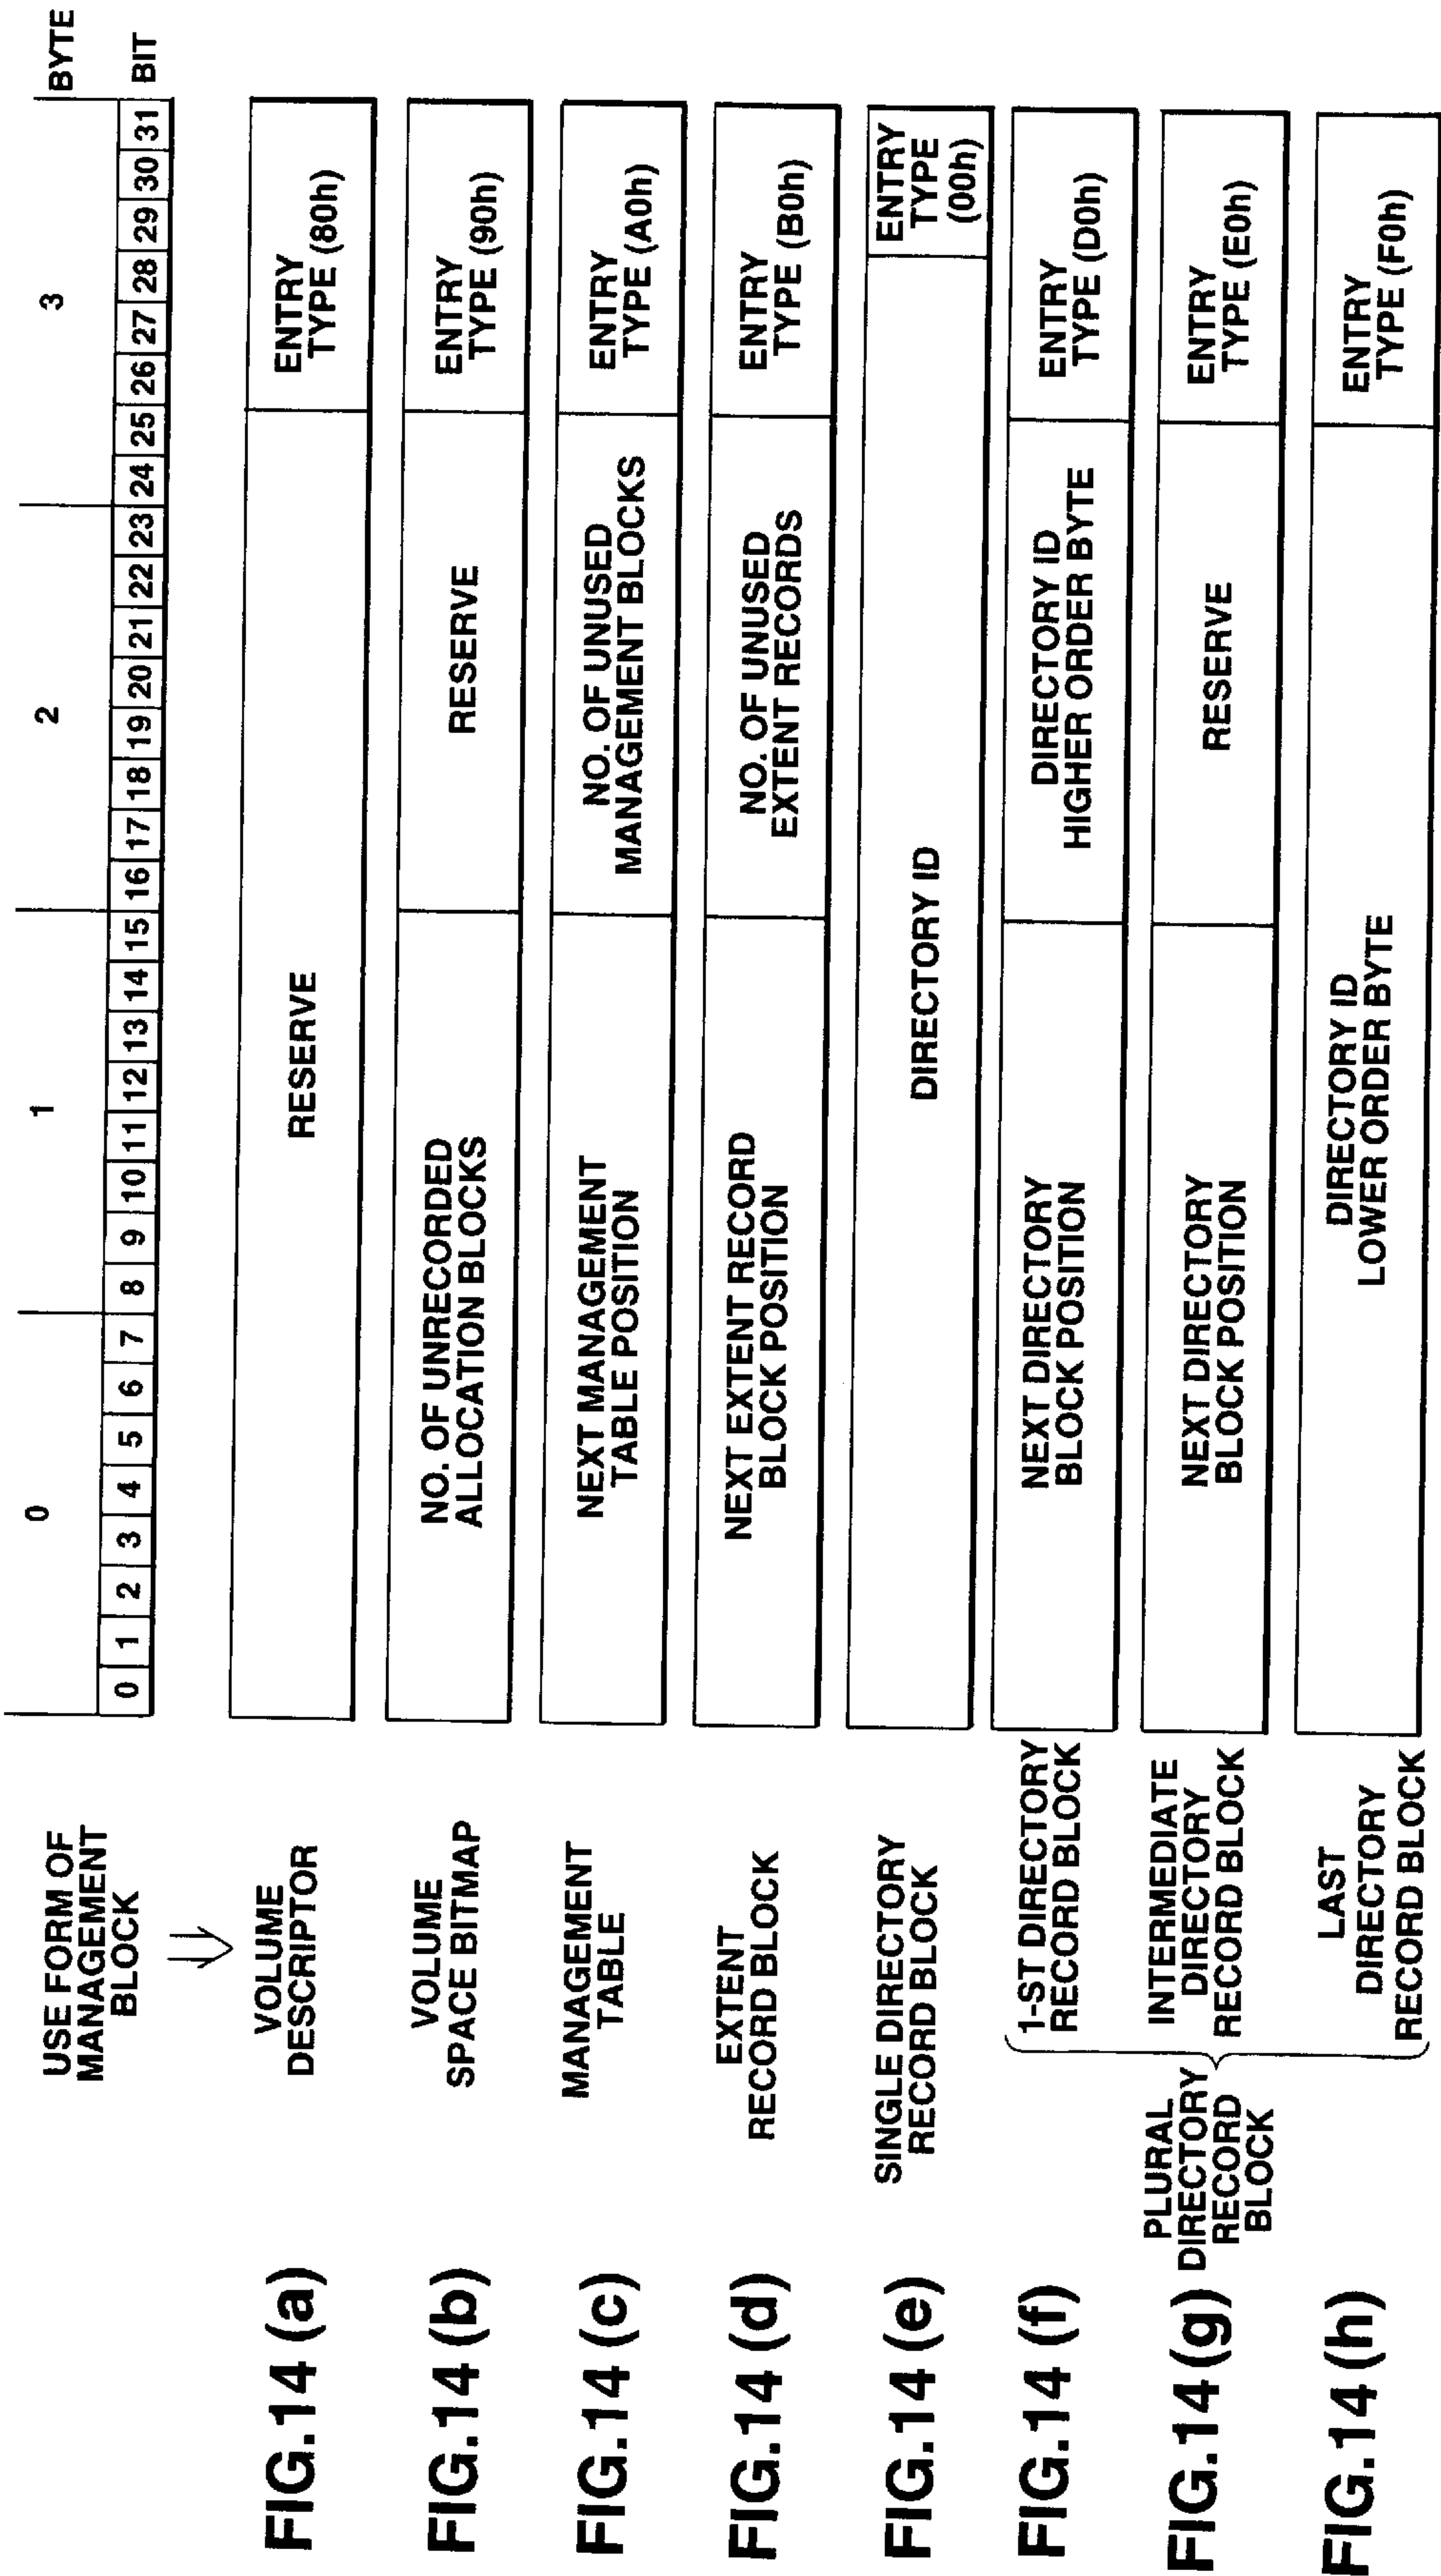 BYTE
0 1 2 3
BIT
0 1 2 3 4 5 6 7 8 9 10 11 12 13 14 15 16 17 18 19 20 21 22 23 24 25 26 27 28 29 30 31
USE FORM OF
MANAGEMENT
BLOCK
FIG.14 (a)
VOLUME
DESCRIPTOR
RESERVE
ENTRY
TYPE (80h)
FIG.14 (b)
VOLUME
SPACE BITMAP
NO. OF UNRECORDED
ALLOCATION BLOCKS
RESERVE
ENTRY
TYPE (90h)
FIG.14 (c)
MANAGEMENT
TABLE
NEXT MANAGEMENT
TABLE POSITION
NO. OF UNUSED
MANAGEMENT BLOCKS
ENTRY
TYPE (A0h)
FIG.14 (d)
EXTENT
RECORD BLOCK
NEXT EXTENT RECORD
BLOCK POSITION
NO. OF UNUSED
EXTENT RECORDS
ENTRY
TYPE (B0h)
FIG.14 (e)
SINGLE DIRECTORY
RECORD BLOCK
DIRECTORY ID
ENTRY
TYPE
(00h)
FIG.14 (f)
1-ST DIRECTORY
RECORD BLOCK
NEXT DIRECTORY
BLOCK POSITION
DIRECTORY ID
HIGHER ORDER BYTE
ENTRY
TYPE (D0h)
FIG.14 (g)
PLURAL
DIRECTORY
RECORD
BLOCK
INTERMEDIATE
DIRECTORY
RECORD BLOCK
NEXT DIRECTORY
BLOCK POSITION
RESERVE
ENTRY
TYPE (E0h)
FIG.14 (h)
LAST
DIRECTORY
RECORD BLOCK
DIRECTORY ID
LOWER ORDER BYTE
ENTRY
TYPE (F0h)